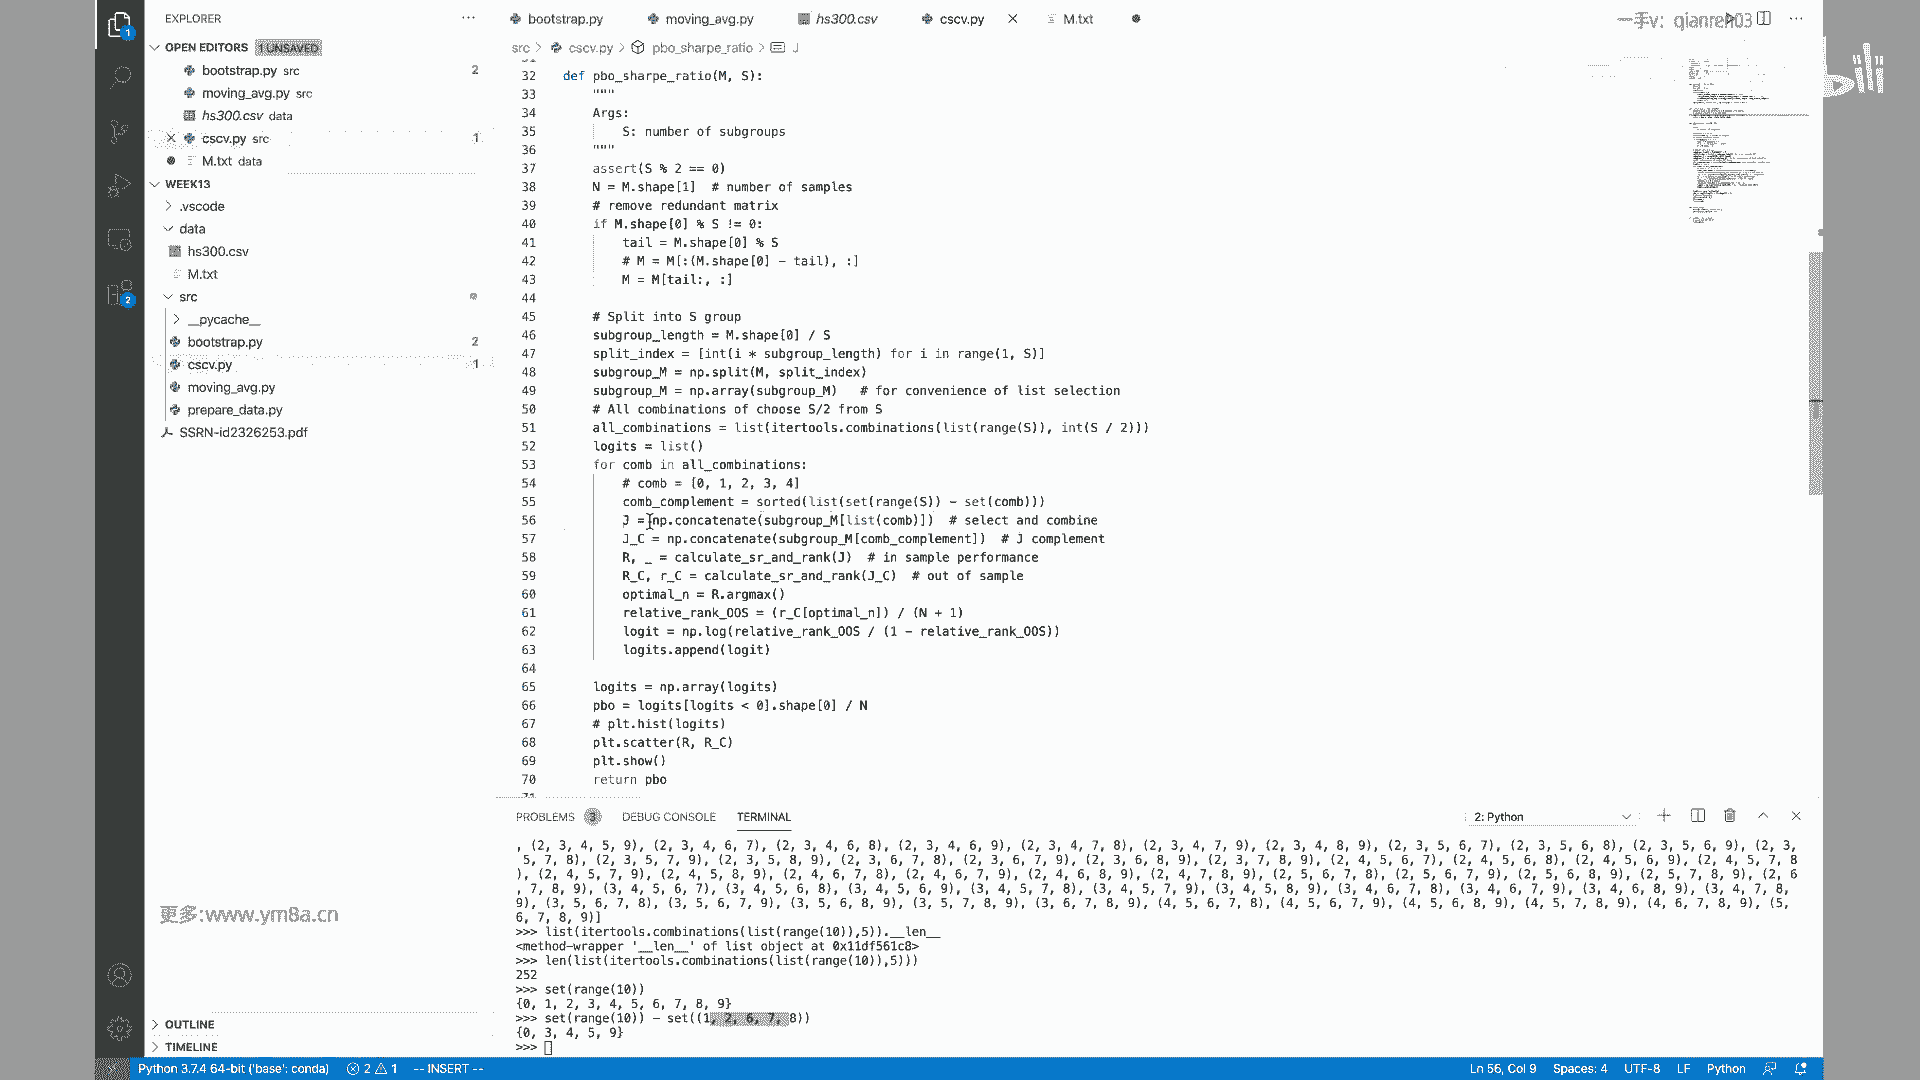 EXPLORER
OPEN EDITORS 1 UNSAVED
bootstrap.py src 2
moving_avg.py src
hs300.csv data
cscv.py src 1
M.txt data
WEEK13
.vscode
data
hs300.csv
M.txt
src
__pycache__
bootstrap.py 2
cscv.py 1
moving_avg.py
prepare_data.py
SSRN-id2326253.pdf
更多:www.ym8a.cn
OUTLINE
TIMELINE
bootstrap.py moving_avg.py hs300.csv cscv.py M.txt
一手v: qianren03
src > cscv.py > pbo_sharpe_ratio > J
32 def pbo_sharpe_ratio(M, S):
33 """
34 Args:
35 S: number of subgroups
36 """
37 assert(S % 2 == 0)
38 N = M.shape[1]  # number of samples
39 # remove redundant matrix
40 if M.shape[0] % S != 0:
41 tail = M.shape[0] % S
42 # M = M[:(M.shape[0] - tail), :]
43 M = M[tail:, :]
44
45 # Split into S group
46 subgroup_length = M.shape[0] / S
47 split_index = [int(i * subgroup_length) for i in range(1, S)]
48 subgroup_M = np.split(M, split_index)
49 subgroup_M = np.array(subgroup_M)   # for convenience of list selection
50 # All combinations of choose S/2 from S
51 all_combinations = list(itertools.combinations(list(range(S)), int(S / 2)))
52 logits = list()
53 for comb in all_combinations:
54 # comb = [0, 1, 2, 3, 4]
55 comb_complement = sorted(list(set(range(S)) - set(comb)))
56 J = np.concatenate(subgroup_M[list(comb)])  # select and combine
57 J_C = np.concatenate(subgroup_M[comb_complement])  # J complement
58 R, _ = calculate_sr_and_rank(J)  # in sample performance
59 R_C, r_C = calculate_sr_and_rank(J_C)  # out of sample
60 optimal_n = R.argmax()
61 relative_rank_OOS = (r_C[optimal_n]) / (N + 1)
62 logit = np.log(relative_rank_OOS / (1 - relative_rank_OOS))
63 logits.append(logit)
64
65 logits = np.array(logits)
66 pbo = logits[logits < 0].shape[0] / N
67 # plt.hist(logits)
68 plt.scatter(R, R_C)
69 plt.show()
70 return pbo
PROBLEMS 3 DEBUG CONSOLE TERMINAL 2: Python
, (2, 3, 4, 5, 9), (2, 3, 4, 6, 7), (2, 3, 4, 6, 8), (2, 3, 4, 6, 9), (2, 3, 4, 7, 8), (2, 3, 4, 7, 9), (2, 3, 4, 8, 9), (2, 3, 5, 6, 7), (2, 3, 5, 6, 8), (2, 3, 5, 6, 9), (2, 3,
5, 7, 8), (2, 3, 5, 7, 9), (2, 3, 5, 8, 9), (2, 3, 6, 7, 8), (2, 3, 6, 7, 9), (2, 3, 6, 8, 9), (2, 3, 7, 8, 9), (2, 4, 5, 6, 7), (2, 4, 5, 6, 8), (2, 4, 5, 6, 9), (2, 4, 5, 7, 8
), (2, 4, 5, 7, 9), (2, 4, 5, 8, 9), (2, 4, 6, 7, 8), (2, 4, 6, 7, 9), (2, 4, 6, 8, 9), (2, 4, 7, 8, 9), (2, 5, 6, 7, 8), (2, 5, 6, 7, 9), (2, 5, 6, 8, 9), (2, 5, 7, 8, 9), (2, 6
, 7, 8, 9), (3, 4, 5, 6, 7), (3, 4, 5, 6, 8), (3, 4, 5, 6, 9), (3, 4, 5, 7, 8), (3, 4, 5, 7, 9), (3, 4, 5, 8, 9), (3, 4, 6, 7, 8), (3, 4, 6, 7, 9), (3, 4, 6, 8, 9), (3, 4, 7, 8,
9), (3, 5, 6, 7, 8), (3, 5, 6, 7, 9), (3, 5, 6, 8, 9), (3, 5, 7, 8, 9), (3, 6, 7, 8, 9), (4, 5, 6, 7, 8), (4, 5, 6, 7, 9), (4, 5, 6, 8, 9), (4, 5, 7, 8, 9), (4, 6, 7, 8, 9), (5,
6, 7, 8, 9)]
>>> list(itertools.combinations(list(range(10)),5)).__len__
<method-wrapper '__len__' of list object at 0x11df561c8>
>>> len(list(itertools.combinations(list(range(10)),5)))
252
>>> set(range(10))
{0, 1, 2, 3, 4, 5, 6, 7, 8, 9}
>>> set(range(10)) - set((1, 2, 6, 7, 8))
{0, 3, 4, 5, 9}
>>>
Python 3.7.4 64-bit ('base': conda) 2 1 -- INSERT -- Ln 56, Col 9 Spaces: 4 UTF-8 LF Python